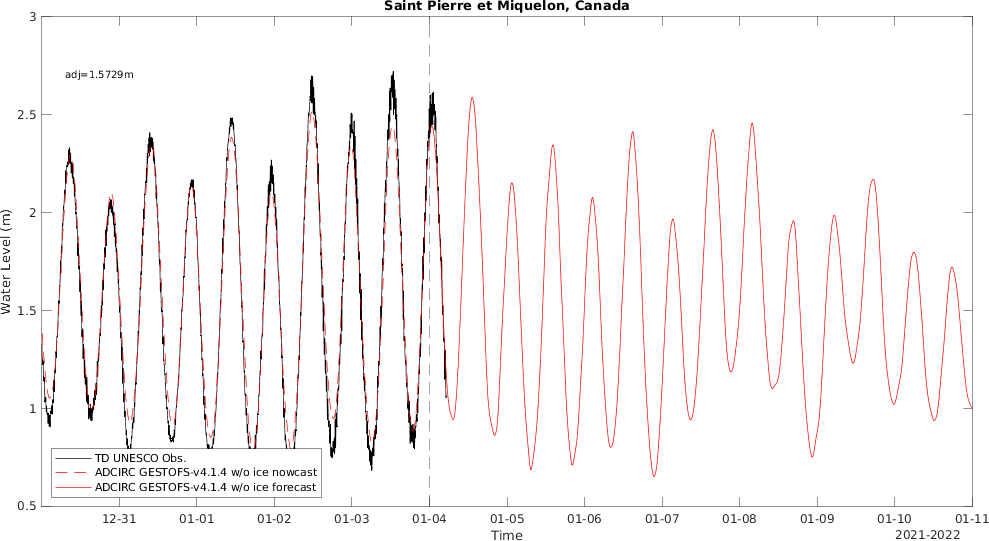 Saint Pierre et Miquelon, Canada
3
adj=1.5729m
2.5
2
Water Level (m)
1.5
1
TD UNESCO Obs.
ADCIRC GESTOFS-v4.1.4 w/o ice nowcast
ADCIRC GESTOFS-v4.1.4 w/o ice forecast
0.5
12-31 01-01 01-02 01-03 01-04 01-05 01-06 01-07 01-08 01-09 01-10 01-11
Time
2021-2022